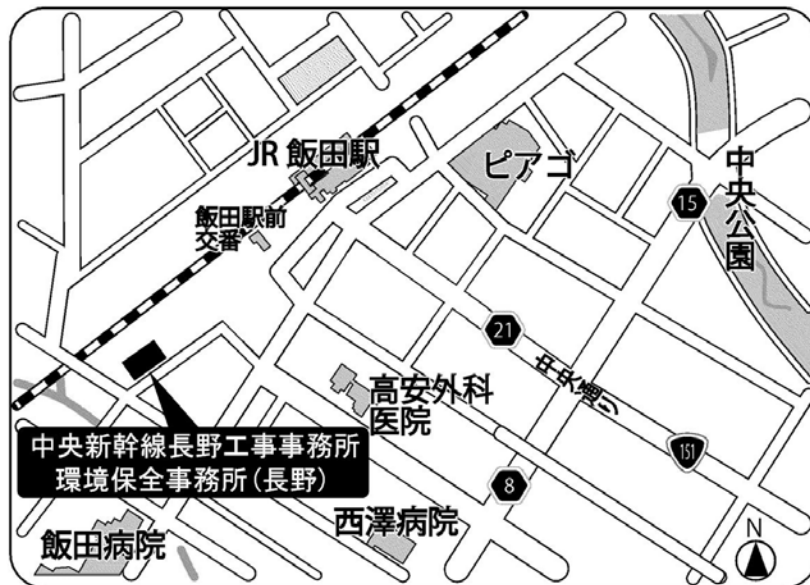 JR 飯田駅
ピアゴ
中央公園
15
飯田駅前
交番
21
中央通り
高安外科
医院
151
中央新幹線長野工事事務所
環境保全事務所（長野）
8
西澤病院
飯田病院
N